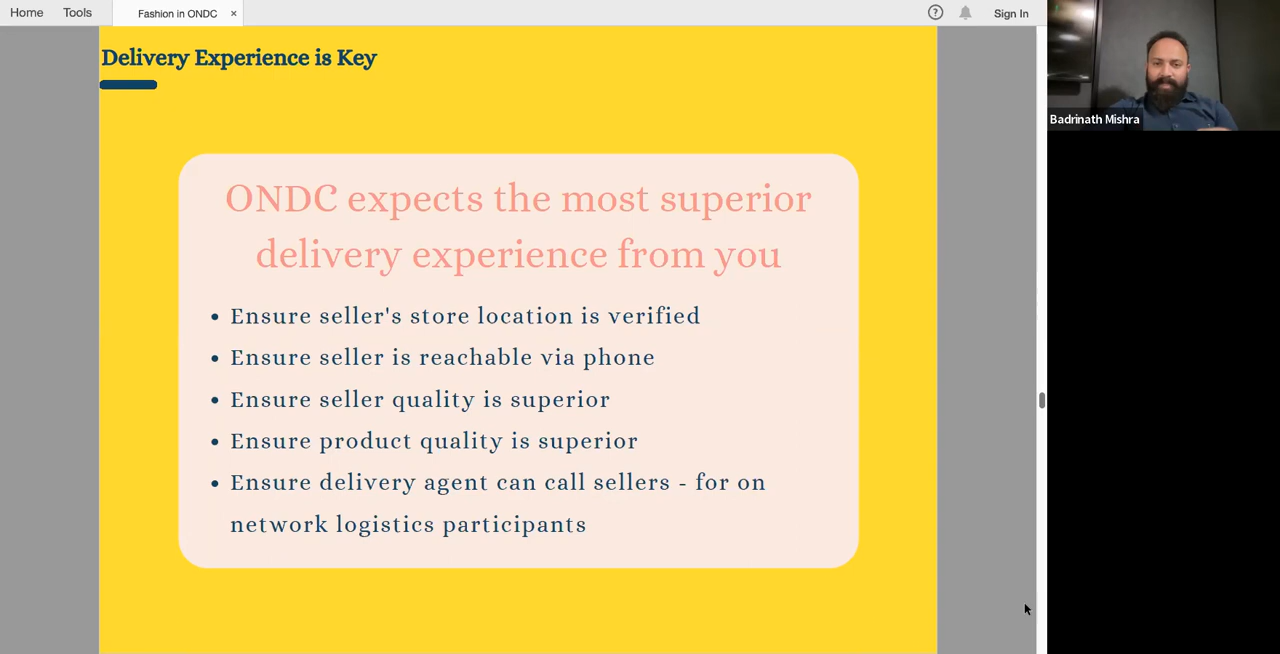 Home Tools Fashion in ONDC × ? Sign In
Delivery Experience is Key
ONDC expects the most superior
delivery experience from you
• Ensure seller's store location is verified
• Ensure seller is reachable via phone
• Ensure seller quality is superior
• Ensure product quality is superior
• Ensure delivery agent can call sellers - for on
network logistics participants
Badrinath Mishra